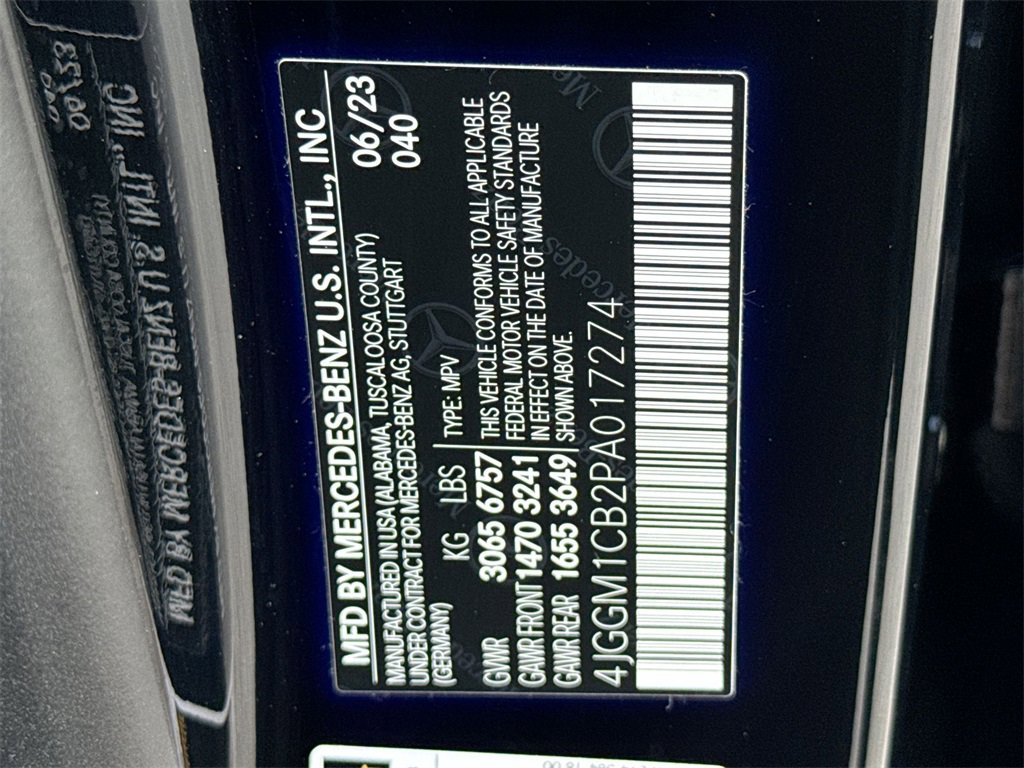 MFD BY MERCEDES-BENZ U.S. INTL., INC
MANUFACTURED IN USA (ALABAMA, TUSCALOOSA COUNTY) 06/23
UNDER CONTRACT FOR MERCEDES-BENZ AG, STUTTGART 040
(GERMANY) KG LBS TYPE: MPV
GVWR 3065 6757 THIS VEHICLE CONFORMS TO ALL APPLICABLE
GAWR FRONT 1470 3241 FEDERAL MOTOR VEHICLE SAFETY STANDARDS
GAWR REAR 1655 3649 IN EFFECT ON THE DATE OF MANUFACTURE
SHOWN ABOVE.
4JGGM1CB2PA017274